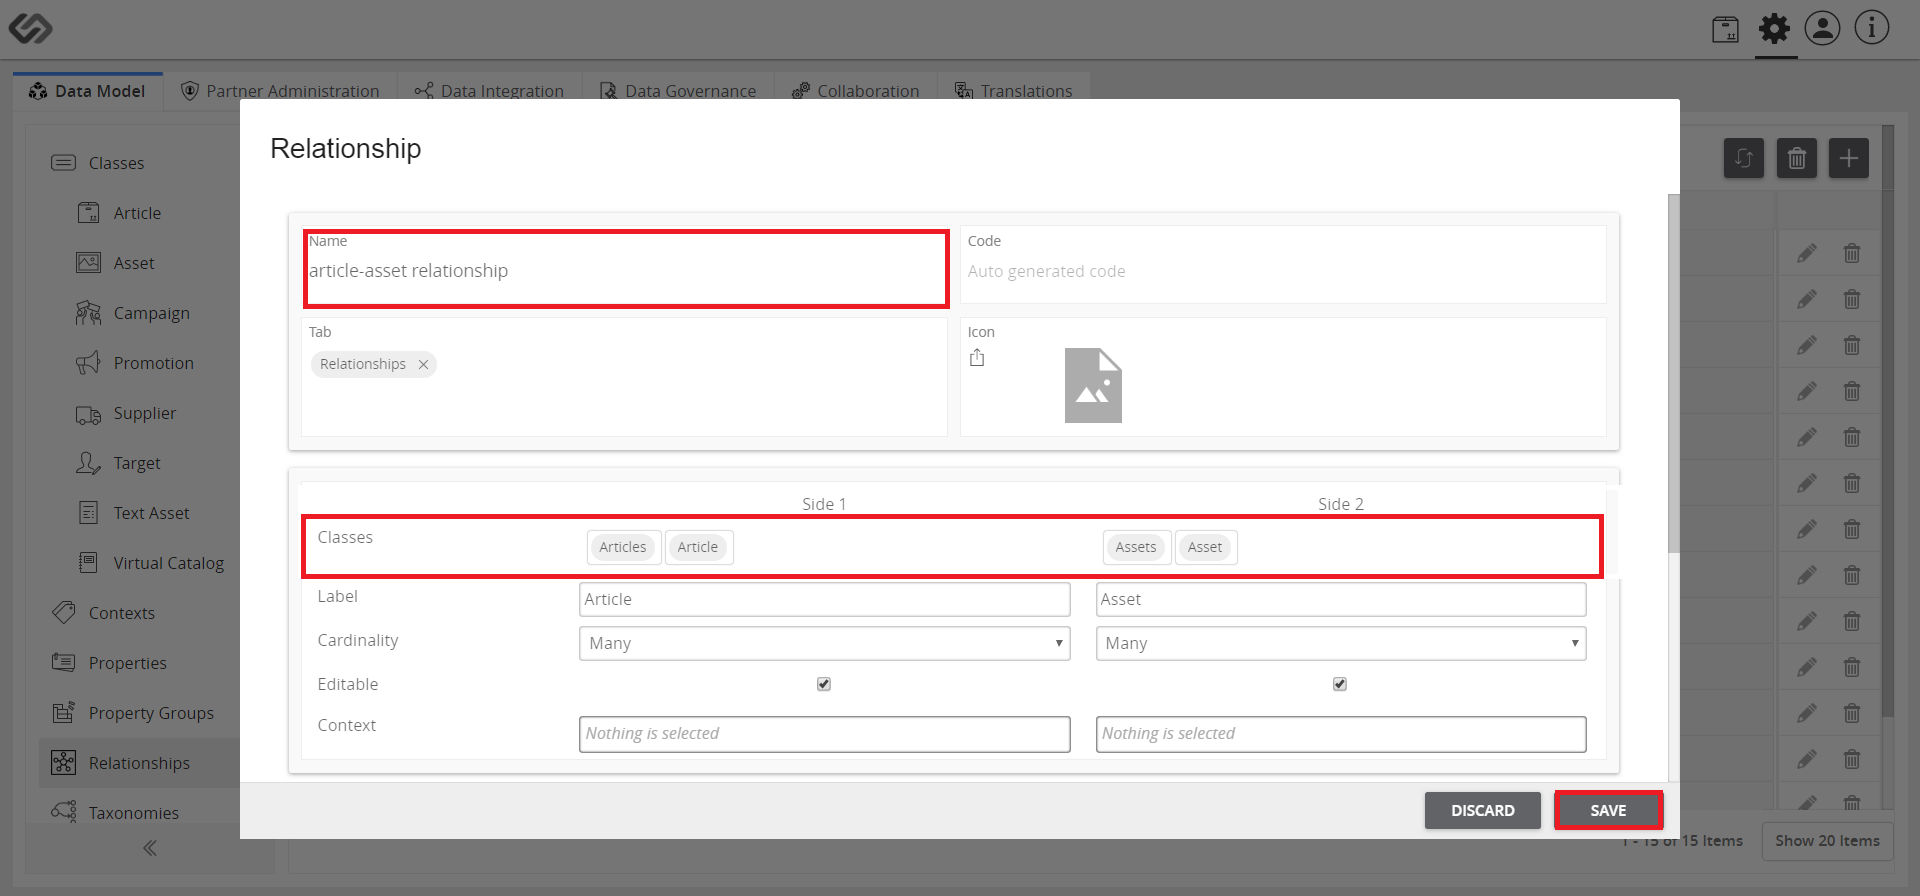 Data Model Partner Administration Data Integration Data Governance Collaboration Translations
Classes
Article
Asset
Campaign
Promotion
Supplier
Target
Text Asset
Virtual Catalog
Contexts
Properties
Property Groups
Relationships
Taxonomies
Relationship
Name
article-asset relationship
Code
Auto generated code
Tab
Relationships
Icon
Side 1 Side 2
Classes Articles Article Assets Asset
Label Article Asset
Cardinality Many Many
Editable
Context Nothing is selected Nothing is selected
DISCARD SAVE
1 - 15 of 15 Items Show 20 Items